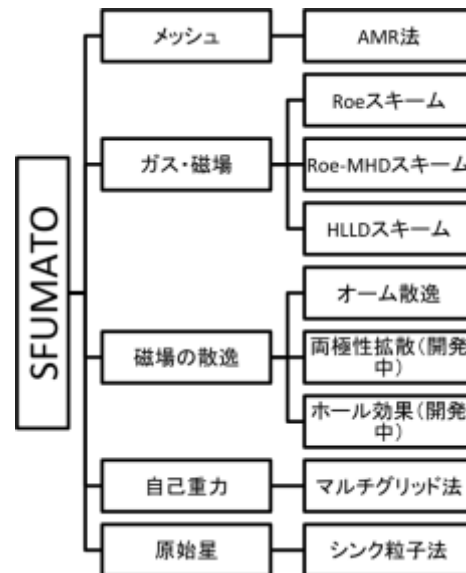 SFUMATO
メッシュ
AMR法
ガス・磁場
Roeスキーム
Roe-MHDスキーム
HLLDスキーム
磁場の散逸
オーム散逸
両極性拡散(開発
中)
ホール効果(開発
中)
自己重力
マルチグリッド法
原始星
シンク粒子法